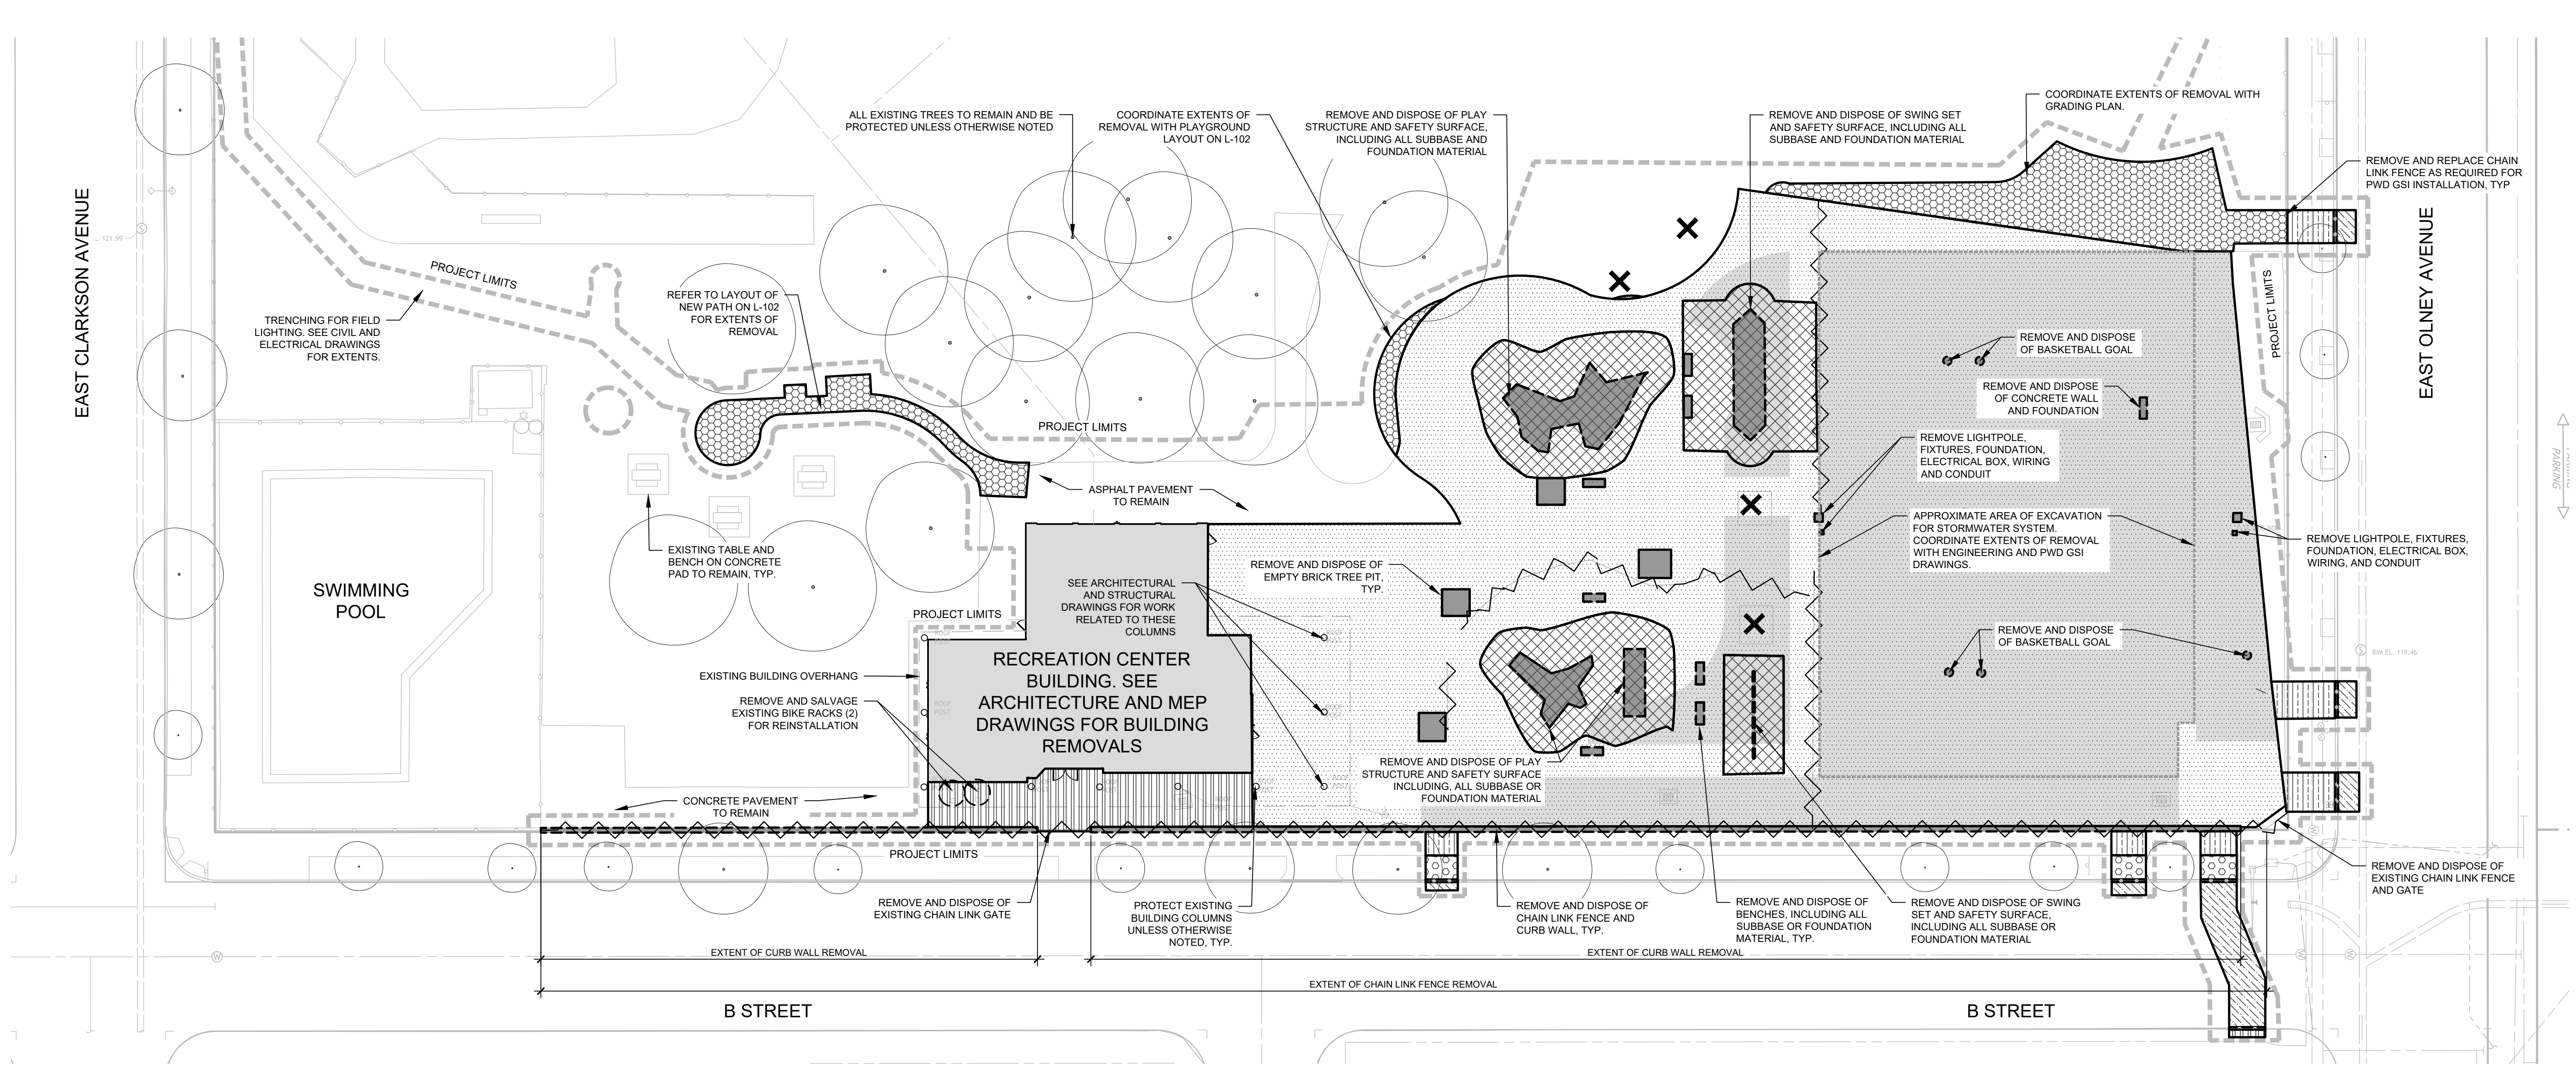 ALL EXISTING TREES TO REMAIN AND BE
PROTECTED UNLESS OTHERWISE NOTED
COORDINATE EXTENTS OF
REMOVAL WITH PLAYGROUND
LAYOUT ON L-102
REMOVE AND DISPOSE OF PLAY
STRUCTURE AND SAFETY SURFACE,
INCLUDING ALL SUBBASE AND
FOUNDATION MATERIAL
REMOVE AND DISPOSE OF SWING SET
AND SAFETY SURFACE, INCLUDING ALL
SUBBASE AND FOUNDATION MATERIAL
COORDINATE EXTENTS OF REMOVAL WITH
GRADING PLAN.
REMOVE AND REPLACE CHAIN
LINK FENCE AS REQUIRED FOR
PWD GSI INSTALLATION, TYP
EAST CLARKSON AVENUE
121.99
S
PROJECT LIMITS
TRENCHING FOR FIELD
LIGHTING. SEE CIVIL AND
ELECTRICAL DRAWINGS
FOR EXTENTS.
REFER TO LAYOUT OF
NEW PATH ON L-102
FOR EXTENTS OF
REMOVAL
PROJECT LIMITS
PROJECT LIMITS
EAST OLNEY AVENUE
REMOVE AND DISPOSE
OF BASKETBALL GOAL
REMOVE AND DISPOSE
OF CONCRETE WALL
AND FOUNDATION
REMOVE LIGHTPOLE,
FIXTURES, FOUNDATION,
ELECTRICAL BOX, WIRING
AND CONDUIT
PARKING
ASPHALT PAVEMENT
TO REMAIN
APPROXIMATE AREA OF EXCAVATION
FOR STORMWATER SYSTEM.
COORDINATE EXTENTS OF REMOVAL
WITH ENGINEERING AND PWD GSI
DRAWINGS.
REMOVE LIGHTPOLE, FIXTURES,
FOUNDATION, ELECTRICAL BOX,
WIRING, AND CONDUIT
EXISTING TABLE AND
BENCH ON CONCRETE
PAD TO REMAIN, TYP.
SWIMMING
POOL
SEE ARCHITECTURAL
AND STRUCTURAL
DRAWINGS FOR WORK
RELATED TO THESE
COLUMNS
REMOVE AND DISPOSE OF
EMPTY BRICK TREE PIT,
TYP.
PROJECT LIMITS
REMOVE AND DISPOSE
OF BASKETBALL GOAL
S
RIM EL. 119.46
EXISTING BUILDING OVERHANG
RECREATION CENTER
BUILDING. SEE
ARCHITECTURE AND MEP
DRAWINGS FOR BUILDING
REMOVALS
ROOF
POST
ROOF
POST
REMOVE AND SALVAGE
EXISTING BIKE RACKS (2)
FOR REINSTALLATION
REMOVE AND DISPOSE OF PLAY
STRUCTURE AND SAFETY SURFACE
INCLUDING, ALL SUBBASE OR
FOUNDATION MATERIAL
ROOF
POST
ROOF
POST
CONCRETE PAVEMENT
TO REMAIN
PROJECT LIMITS
REMOVE AND DISPOSE OF
EXISTING CHAIN LINK FENCE
AND GATE
REMOVE AND DISPOSE OF
EXISTING CHAIN LINK GATE
PROTECT EXISTING
BUILDING COLUMNS
UNLESS OTHERWISE
NOTED, TYP.
REMOVE AND DISPOSE OF
CHAIN LINK FENCE AND
CURB WALL, TYP.
REMOVE AND DISPOSE OF
BENCHES, INCLUDING ALL
SUBBASE OR FOUNDATION
MATERIAL, TYP.
REMOVE AND DISPOSE OF SWING
SET AND SAFETY SURFACE,
INCLUDING ALL SUBBASE OR
FOUNDATION MATERIAL
EXTENT OF CURB WALL REMOVAL
EXTENT OF CURB WALL REMOVAL
W
W
W
EXTENT OF CHAIN LINK FENCE REMOVAL
B STREET
B STREET